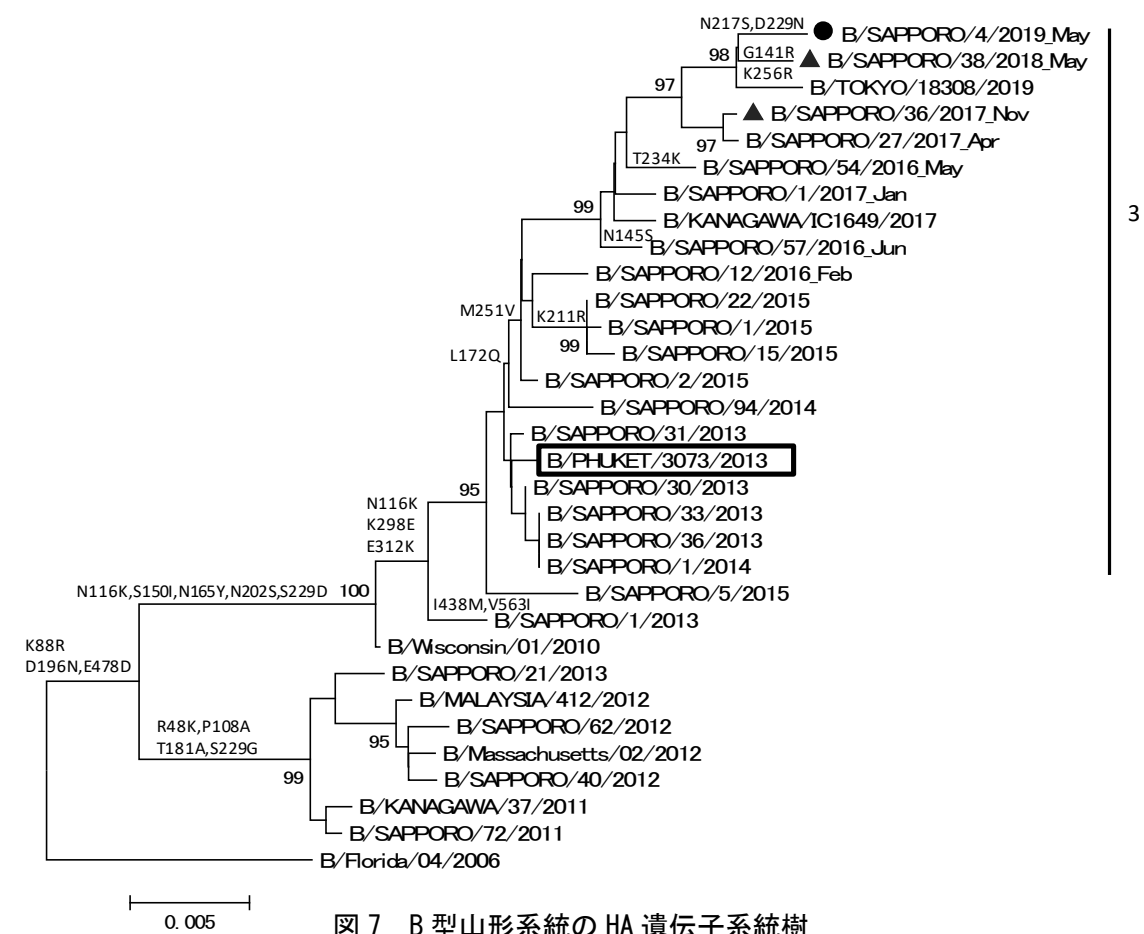 N217S,D229N
B/SAPPORO/4/2019_May
98
G141R
B/SAPPORO/38/2018_May
K256R
B/TOKYO/18308/2019
97
B/SAPPORO/36/2017_Nov
97
B/SAPPORO/27/2017_Apr
T234K
B/SAPPORO/54/2016_May
B/SAPPORO/1/2017_Jan
99
B/KANAGAWA/IC1649/2017
3
N145S
B/SAPPORO/57/2016_Jun
B/SAPPORO/12/2016_Feb
B/SAPPORO/22/2015
M251V
K211R
B/SAPPORO/1/2015
99
B/SAPPORO/15/2015
L172Q
B/SAPPORO/2/2015
B/SAPPORO/94/2014
B/SAPPORO/31/2013
B/PHUKET/3073/2013
95
B/SAPPORO/30/2013
N116K
K298E
E312K
B/SAPPORO/33/2013
B/SAPPORO/36/2013
B/SAPPORO/1/2014
N116K,S150I,N165Y,N202S,S229D
100
B/SAPPORO/5/2015
I438M,V563I
B/SAPPORO/1/2013
K88R
D196N,E478D
B/Wisconsin/01/2010
B/SAPPORO/21/2013
B/MALAYSIA/412/2012
R48K,P108A
T181A,S229G
B/SAPPORO/62/2012
95
B/Massachusetts/02/2012
99
B/SAPPORO/40/2012
B/KANAGAWA/37/2011
B/SAPPORO/72/2011
B/Florida/04/2006
0.005
図 7 B 型山形系統の HA 遺伝子系統樹